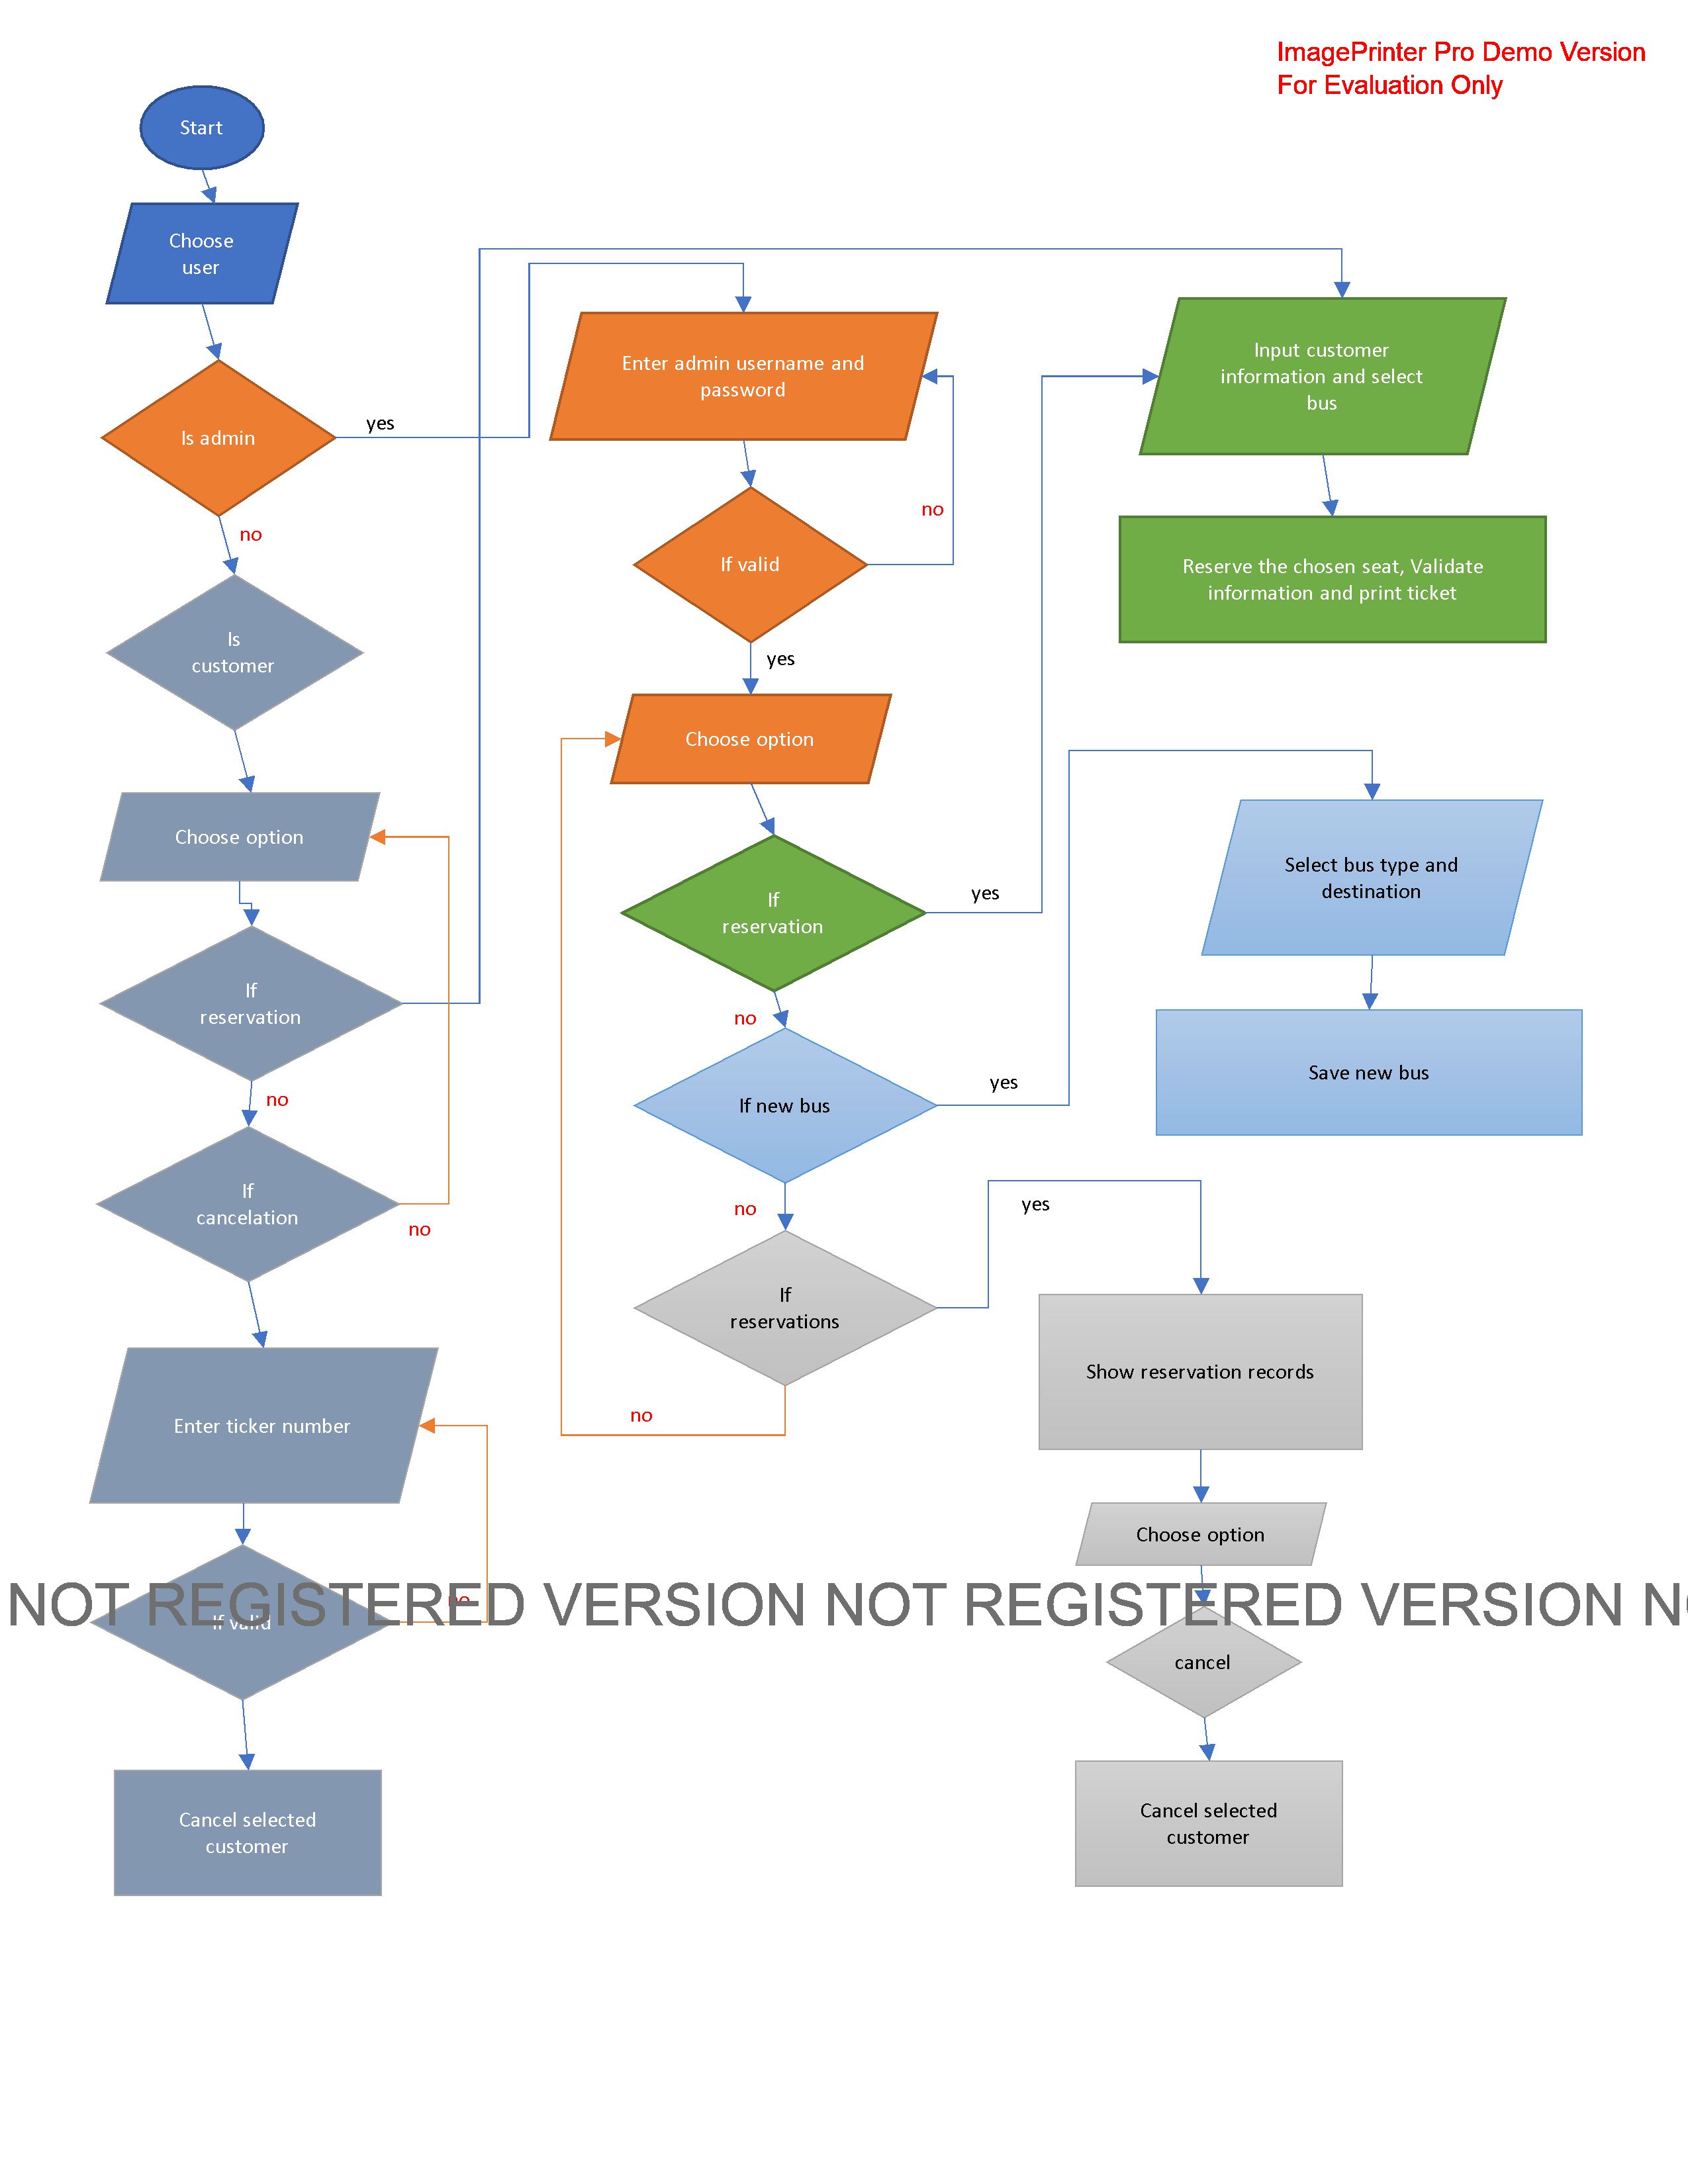 ImagePrinter Pro Demo Version
For Evaluation Only
Start
Choose
user
Is admin
yes
no
Is
customer
Choose option
If
reservation
no
If
cancelation
no
Enter ticker number
If valid
no
Cancel selected
customer
Enter admin username and
password
If valid
no
yes
Choose option
If
reservation
yes
no
If new bus
yes
no
If
reservations
yes
no
Input customer
information and select
bus
Reserve the chosen seat, Validate
information and print ticket
Select bus type and
destination
Save new bus
Show reservation records
Choose option
cancel
Cancel selected
customer
NOT REGISTERED VERSION NOT REGISTERED VERSION NO